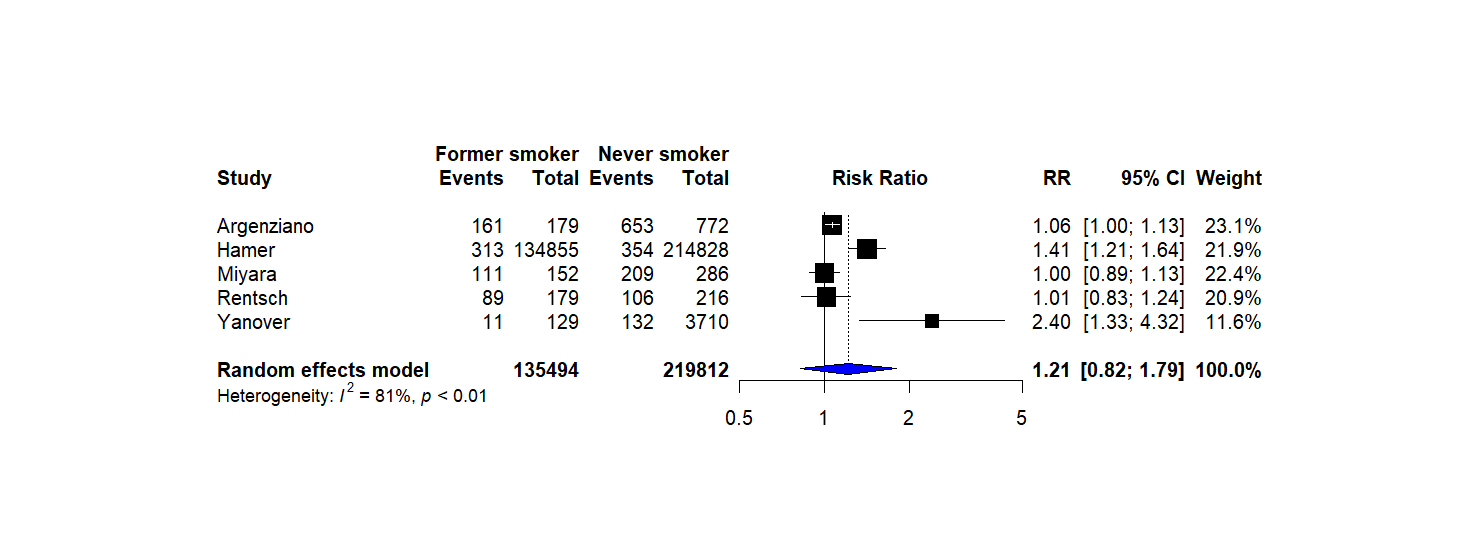 Former smoker Never smoker
Study Events Total Events Total Risk Ratio RR 95% CI Weight
Argenziano 161 179 653 772 1.06 [1.00; 1.13] 23.1%
Hamer 313 134855 354 214828 1.41 [1.21; 1.64] 21.9%
Miyara 111 152 209 286 1.00 [0.89; 1.13] 22.4%
Rentsch 89 179 106 216 1.01 [0.83; 1.24] 20.9%
Yanover 11 129 132 3710 2.40 [1.33; 4.32] 11.6%
Random effects model 135494 219812 1.21 [0.82; 1.79] 100.0%
Heterogeneity: I² = 81%, p < 0.01
0.5 1 2 5